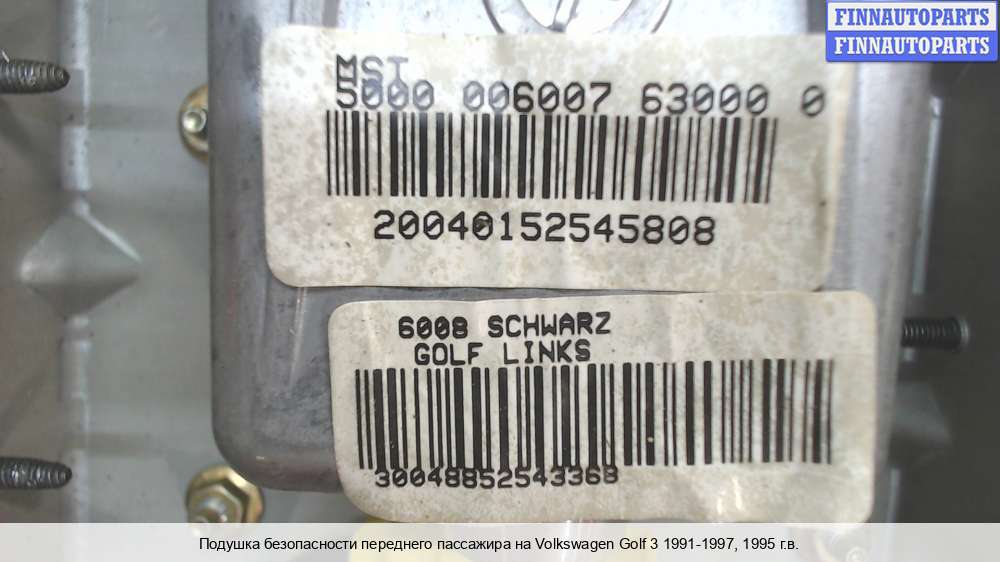 FINNAUTOPARTS
FINNAUTOPARTS
MST
5000 006007 63000 0
20040152545808
6008 SCHWARZ
GOLF LINKS
30048852543368
Подушка безопасности переднего пассажира на Volkswagen Golf 3 1991-1997, 1995 г.в.